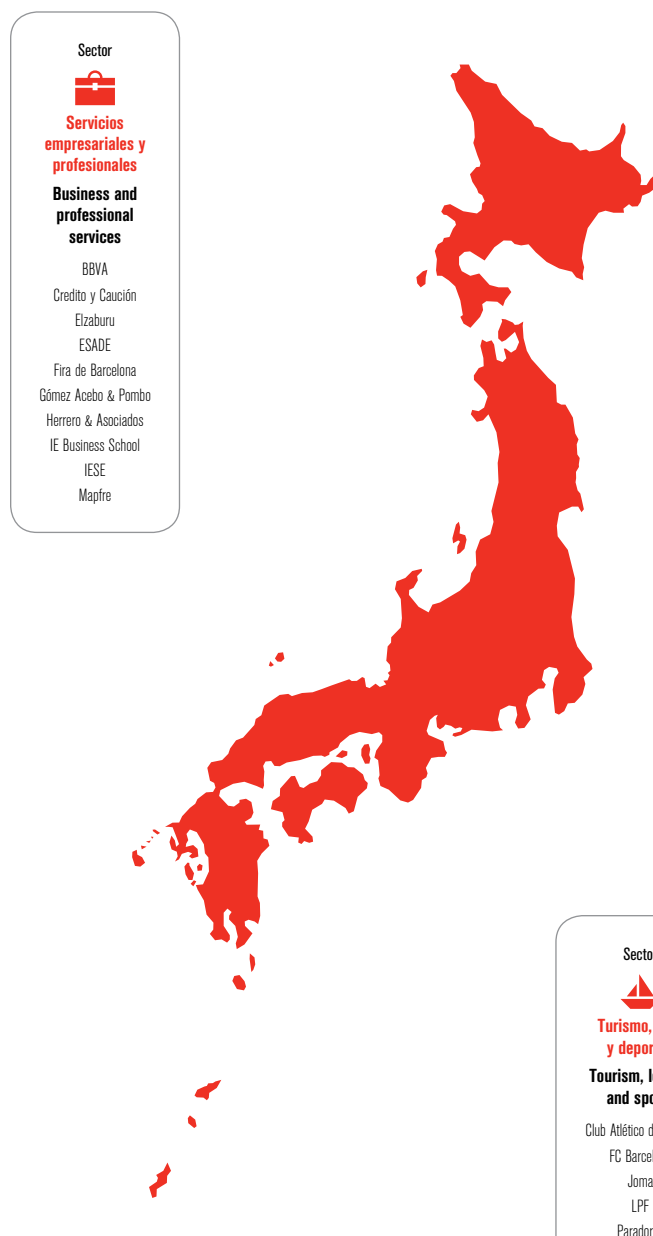 Sector
Servicios
empresariales y
profesionales
Business and
professional
services
BBVA
Credito y Caución
Elzaburu
ESADE
Fira de Barcelona
Gómez Acebo & Pombo
Herrero & Asociados
IE Business School
IESE
Mapfre
Secto
Turismo,
y depor
Tourism, l
and spo
Club Atlético d
FC Barcel
Joma
LPF
Parador